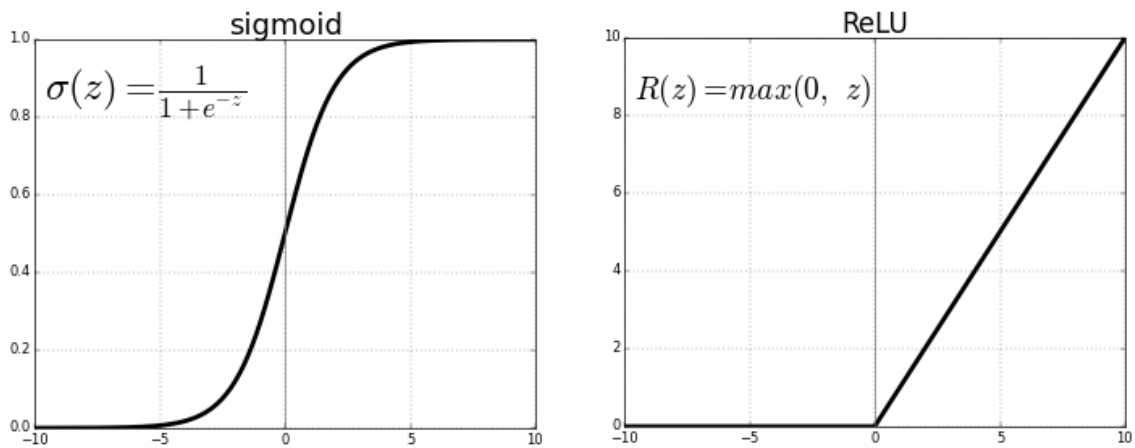 sigmoid
σ(z) = 1/(1+e^{-z})
1.0
0.8
0.6
0.4
0.2
0.0
−10 −5 0 5 10
ReLU
R(z) = max(0, z)
10
8
6
4
2
0
−10 −5 0 5 10